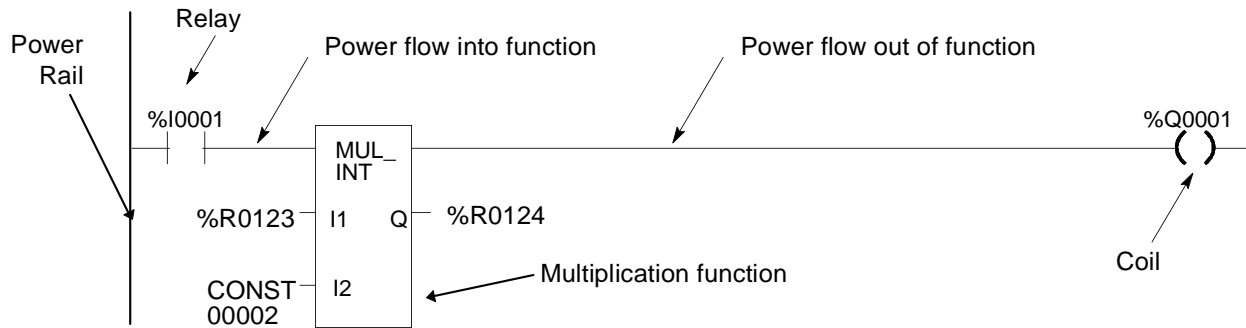 Relay
Power
Rail
Power flow into function
Power flow out of function
%I0001
%Q0001
MUL_
INT
%R0123
I1
Q
%R0124
Multiplication function
Coil
CONST
00002
I2